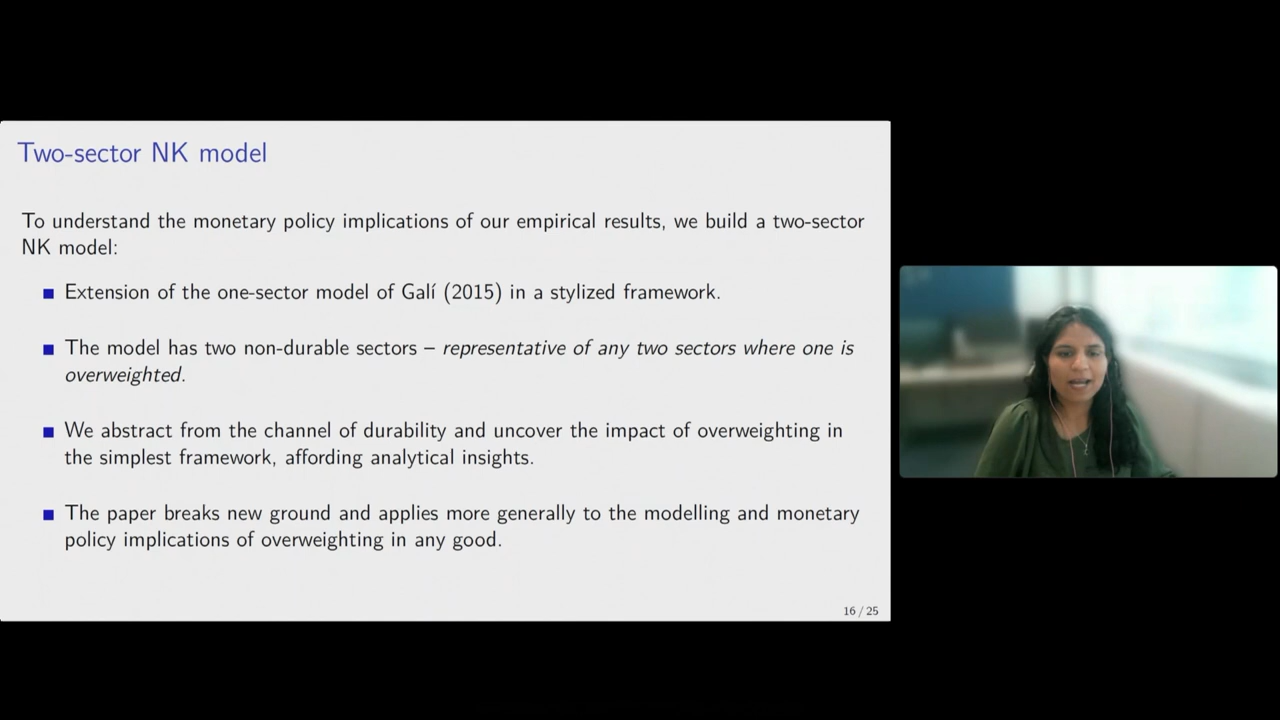 Two-sector NK model
To understand the monetary policy implications of our empirical results, we build a two-sector
NK model:
Extension of the one-sector model of Galí (2015) in a stylized framework.
The model has two non-durable sectors – representative of any two sectors where one is
overweighted.
We abstract from the channel of durability and uncover the impact of overweighting in
the simplest framework, affording analytical insights.
The paper breaks new ground and applies more generally to the modelling and monetary
policy implications of overweighting in any good.
16 / 25